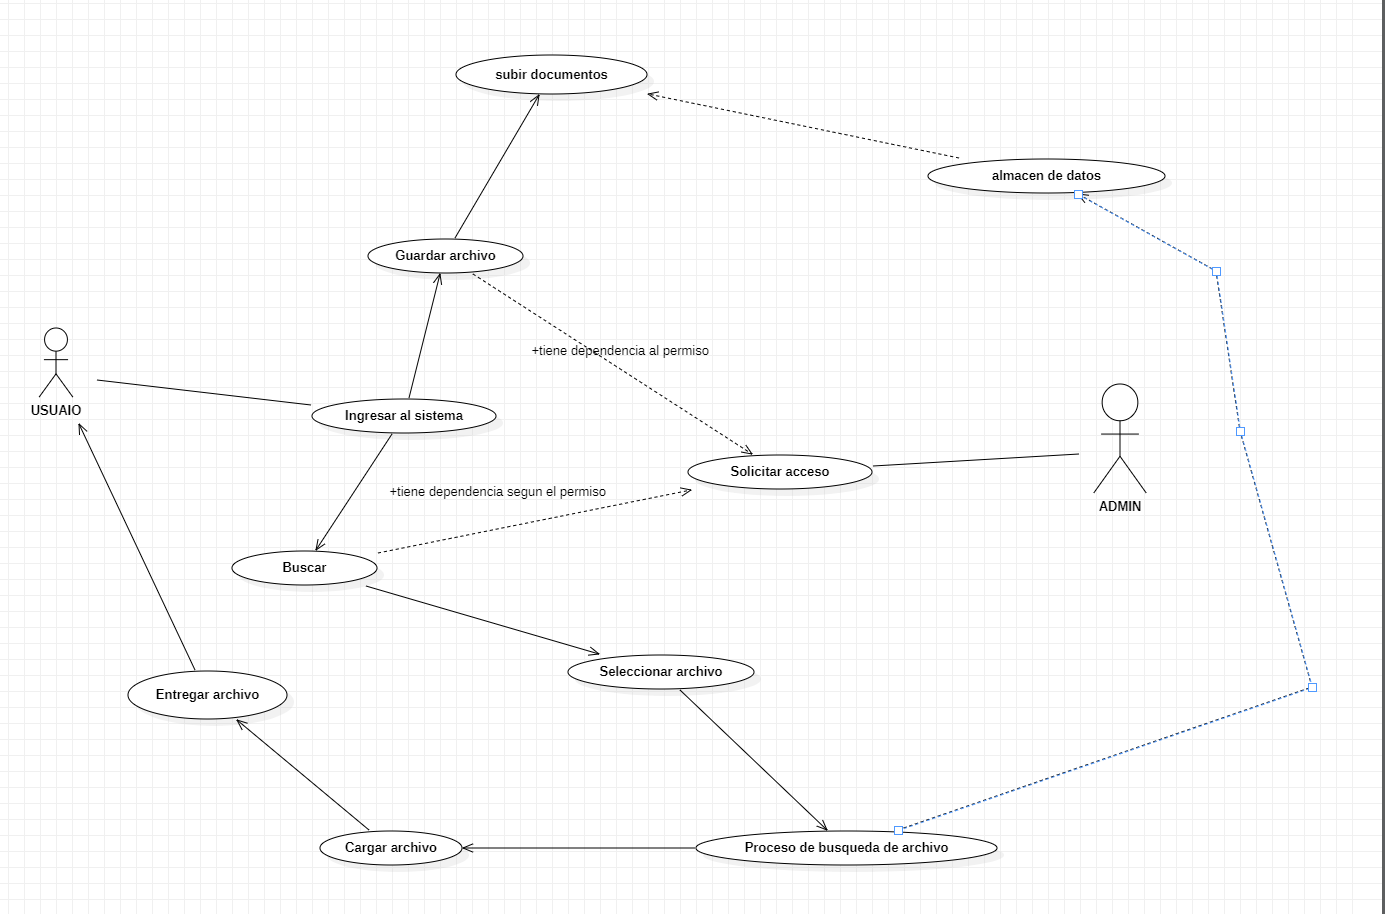 subir documentos
almacen de datos
Guardar archivo
+tiene dependencia al permiso
USUAIO
Ingresar al sistema
Solicitar acceso
+tiene dependencia segun el permiso
ADMIN
Buscar
Seleccionar archivo
Entregar archivo
Cargar archivo
Proceso de busqueda de archivo